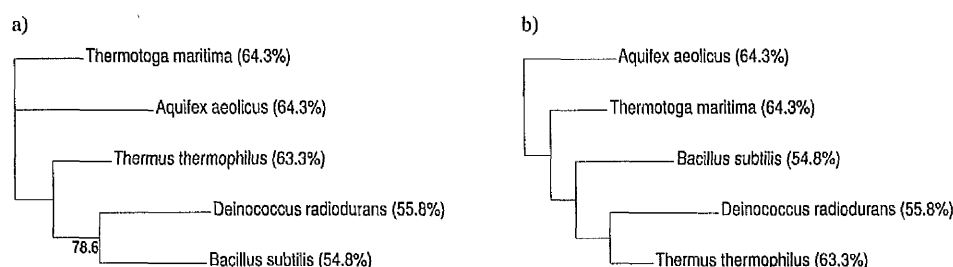 a)
Thermotoga maritima (64.3%)
Aquifex aeolicus (64.3%)
Thermus thermophilus (63.3%)
Deinococcus radiodurans (55.8%)
78.6
Bacillus subtilis (54.8%)
b)
Aquifex aeolicus (64.3%)
Thermotoga maritima (64.3%)
Bacillus subtilis (54.8%)
Deinococcus radiodurans (55.8%)
Thermus thermophilus (63.3%)